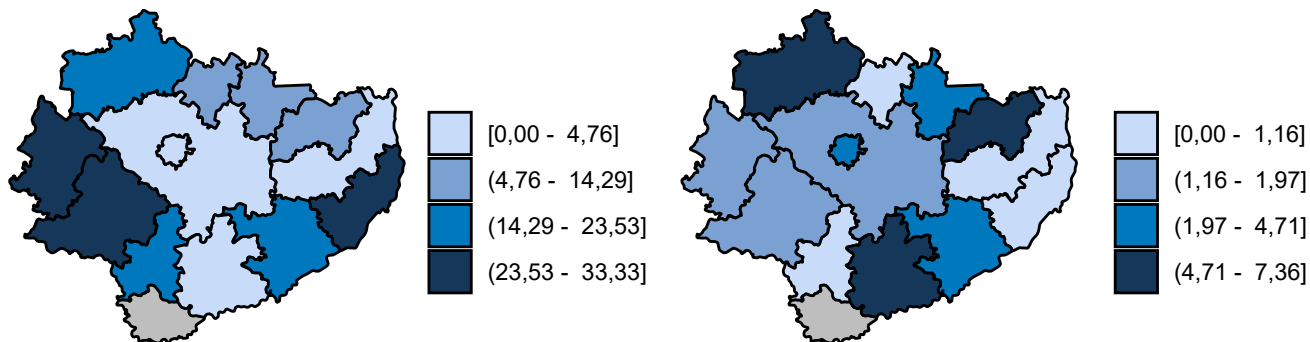 [0,00 - 4,76]
(4,76 - 14,29]
(14,29 - 23,53]
(23,53 - 33,33]
[0,00 - 1,16]
(1,16 - 1,97]
(1,97 - 4,71]
(4,71 - 7,36]